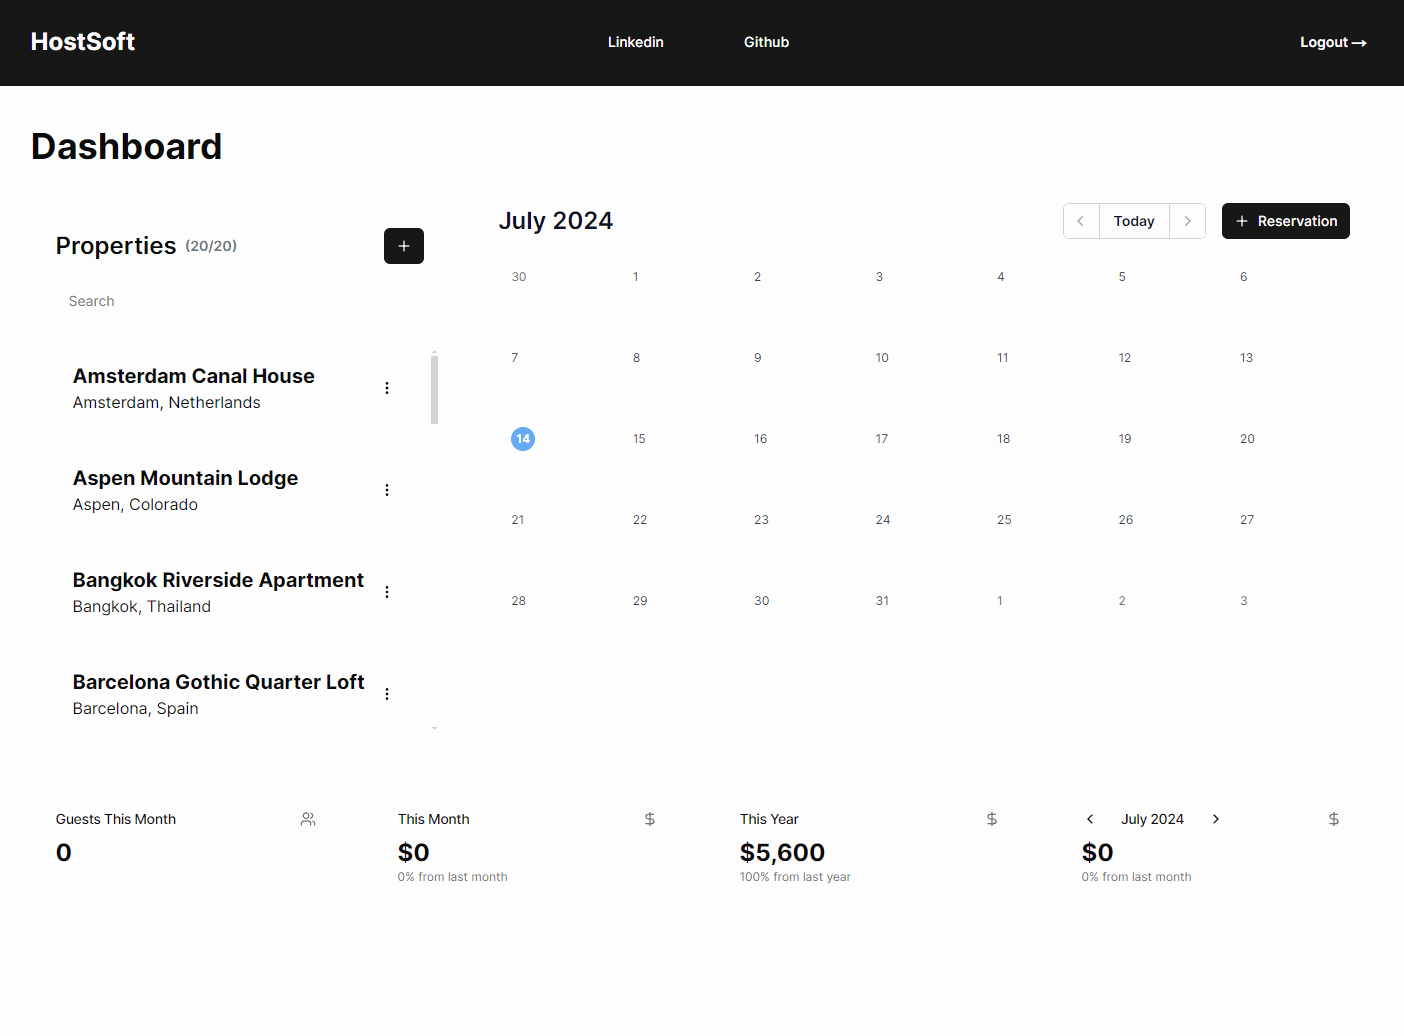 HostSoft
Linkedin
Github
Logout →
Dashboard
Properties (20/20)
+
Search
Amsterdam Canal House
Amsterdam, Netherlands
Aspen Mountain Lodge
Aspen, Colorado
Bangkok Riverside Apartment
Bangkok, Thailand
Barcelona Gothic Quarter Loft
Barcelona, Spain
July 2024
< Today >
+ Reservation
30 1 2 3 4 5 6
7 8 9 10 11 12 13
14 15 16 17 18 19 20
21 22 23 24 25 26 27
28 29 30 31 1 2 3
Guests This Month
0
This Month $
$0
0% from last month
This Year $
$5,600
100% from last year
< July 2024 > $
$0
0% from last month